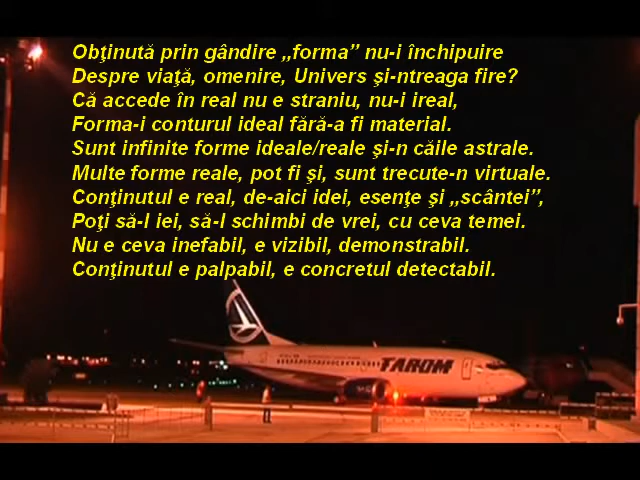 Obţinută prin gândire „forma” nu-i închipuire
Despre viaţă, omenire, Univers şi-ntreaga fire?
Că accede în real nu e straniu, nu-i ireal,
Forma-i conturul ideal fără-a fi material.
Sunt infinite forme ideale/reale şi-n căile astrale.
Multe forme reale, pot fi şi, sunt trecute-n virtuale.
Conţinutul e real, de-aici idei, esenţe şi „scântei”,
Poţi să-l iei, să-l schimbi de vrei, cu ceva temei.
Nu e ceva inefabil, e vizibil, demonstrabil.
Conţinutul e palpabil, e concretul detectabil.
TAROM